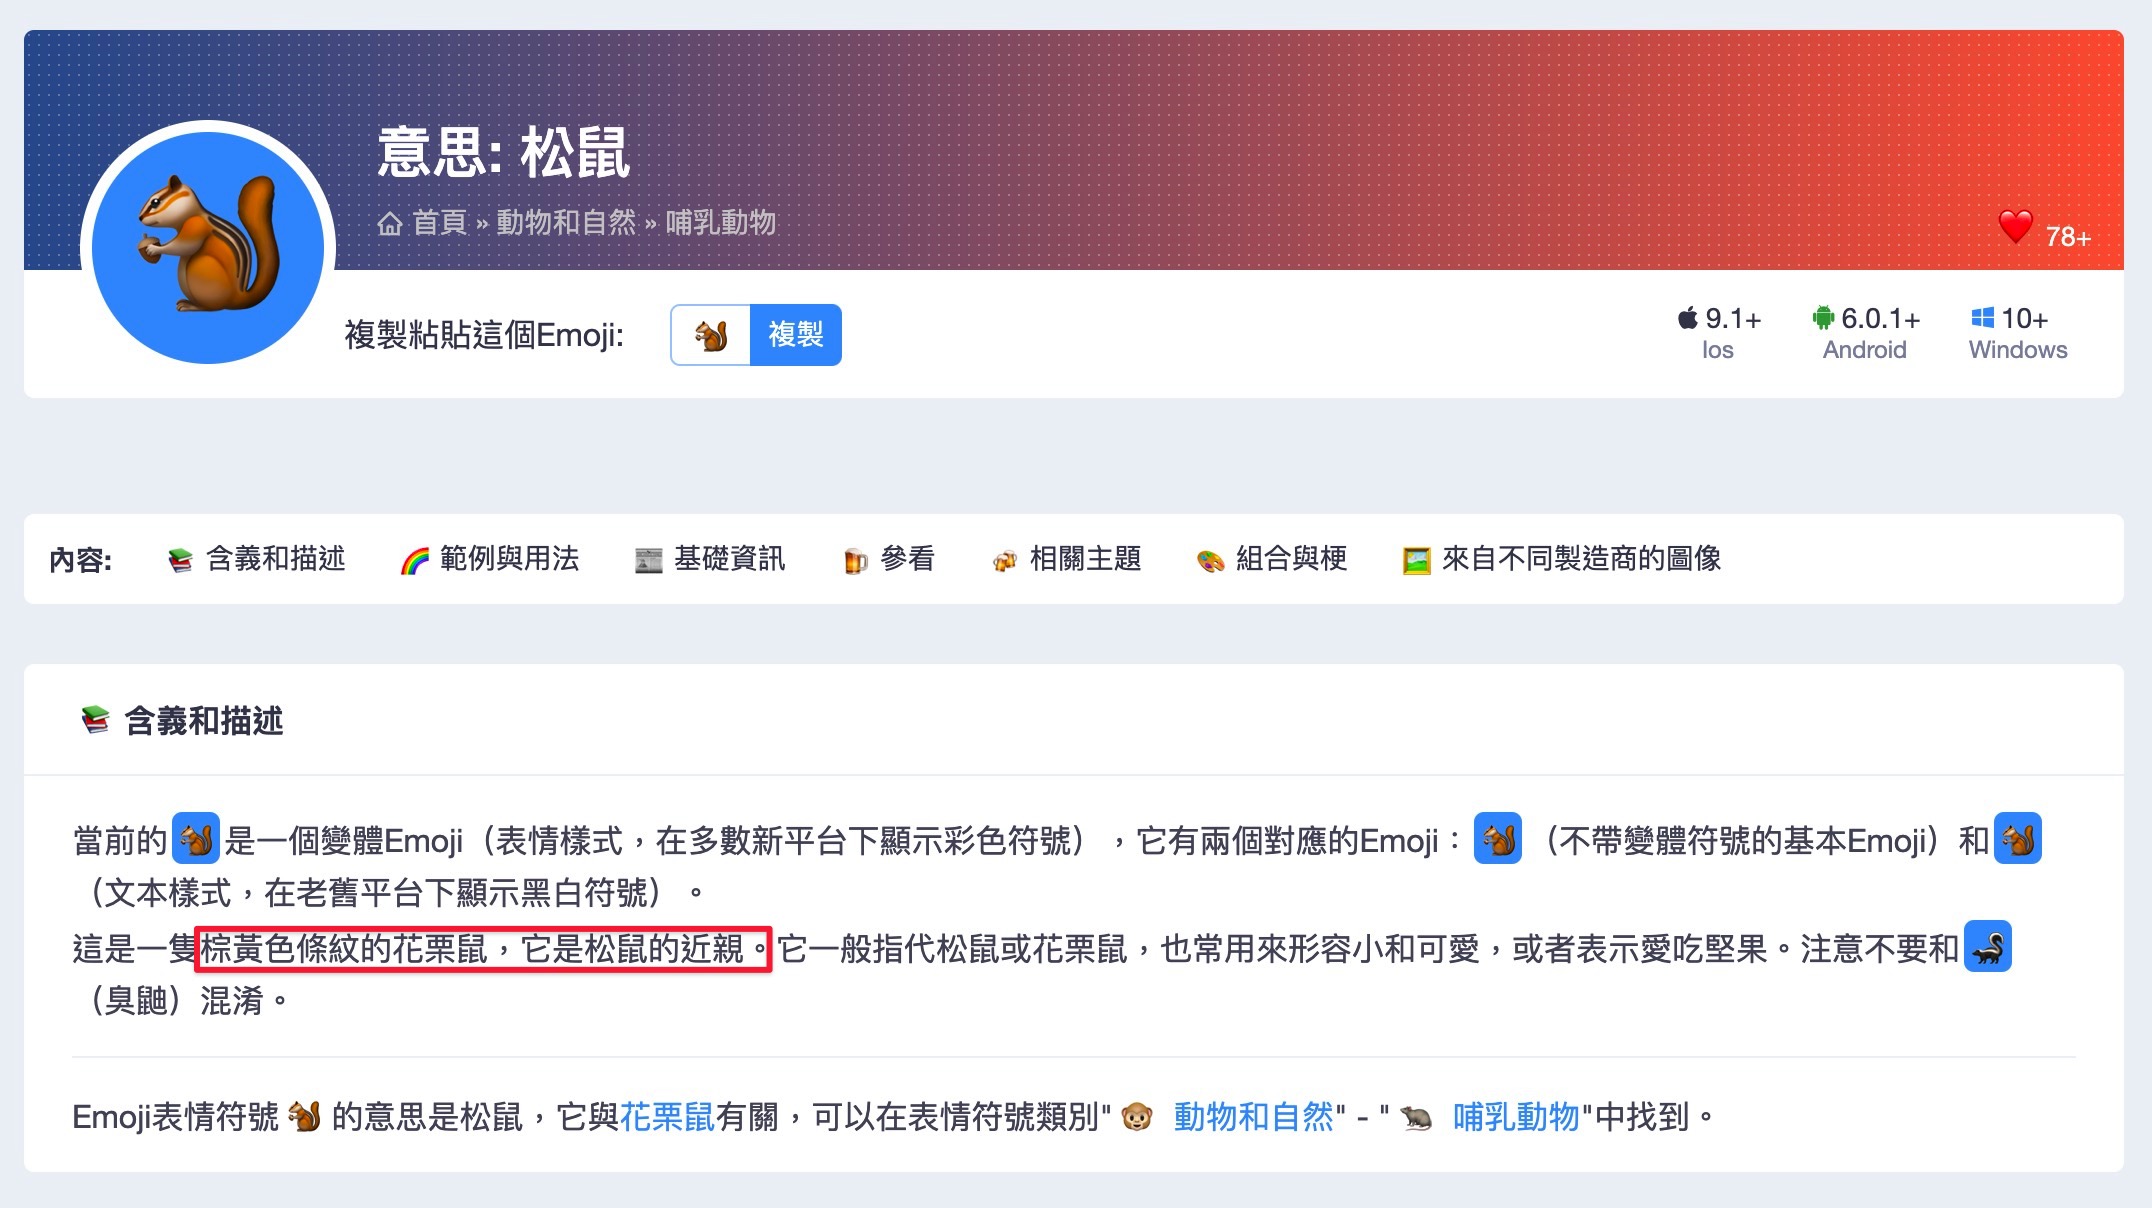 意思: 松鼠
首頁 » 動物和自然 » 哺乳動物
78+
複製粘貼這個Emoji:
複製
9.1+
Ios
6.0.1+
Android
10+
Windows
內容:
含義和描述
範例與用法
基礎資訊
參看
相關主題
組合與梗
來自不同製造商的圖像
含義和描述
當前的🐿️是一個變體Emoji（表情樣式，在多數新平台下顯示彩色符號），它有兩個對應的Emoji：🐿（不帶變體符號的基本Emoji）和🐿︎
（文本樣式，在老舊平台下顯示黑白符號）。
這是一隻棕黃色條紋的花栗鼠，它是松鼠的近親。它一般指代松鼠或花栗鼠，也常用來形容小和可愛，或者表示愛吃堅果。注意不要和🦨
（臭鼬）混淆。
Emoji表情符號🐿️ 的意思是松鼠，它與花栗鼠有關，可以在表情符號類別"🐵 動物和自然" - "🐀 哺乳動物"中找到。